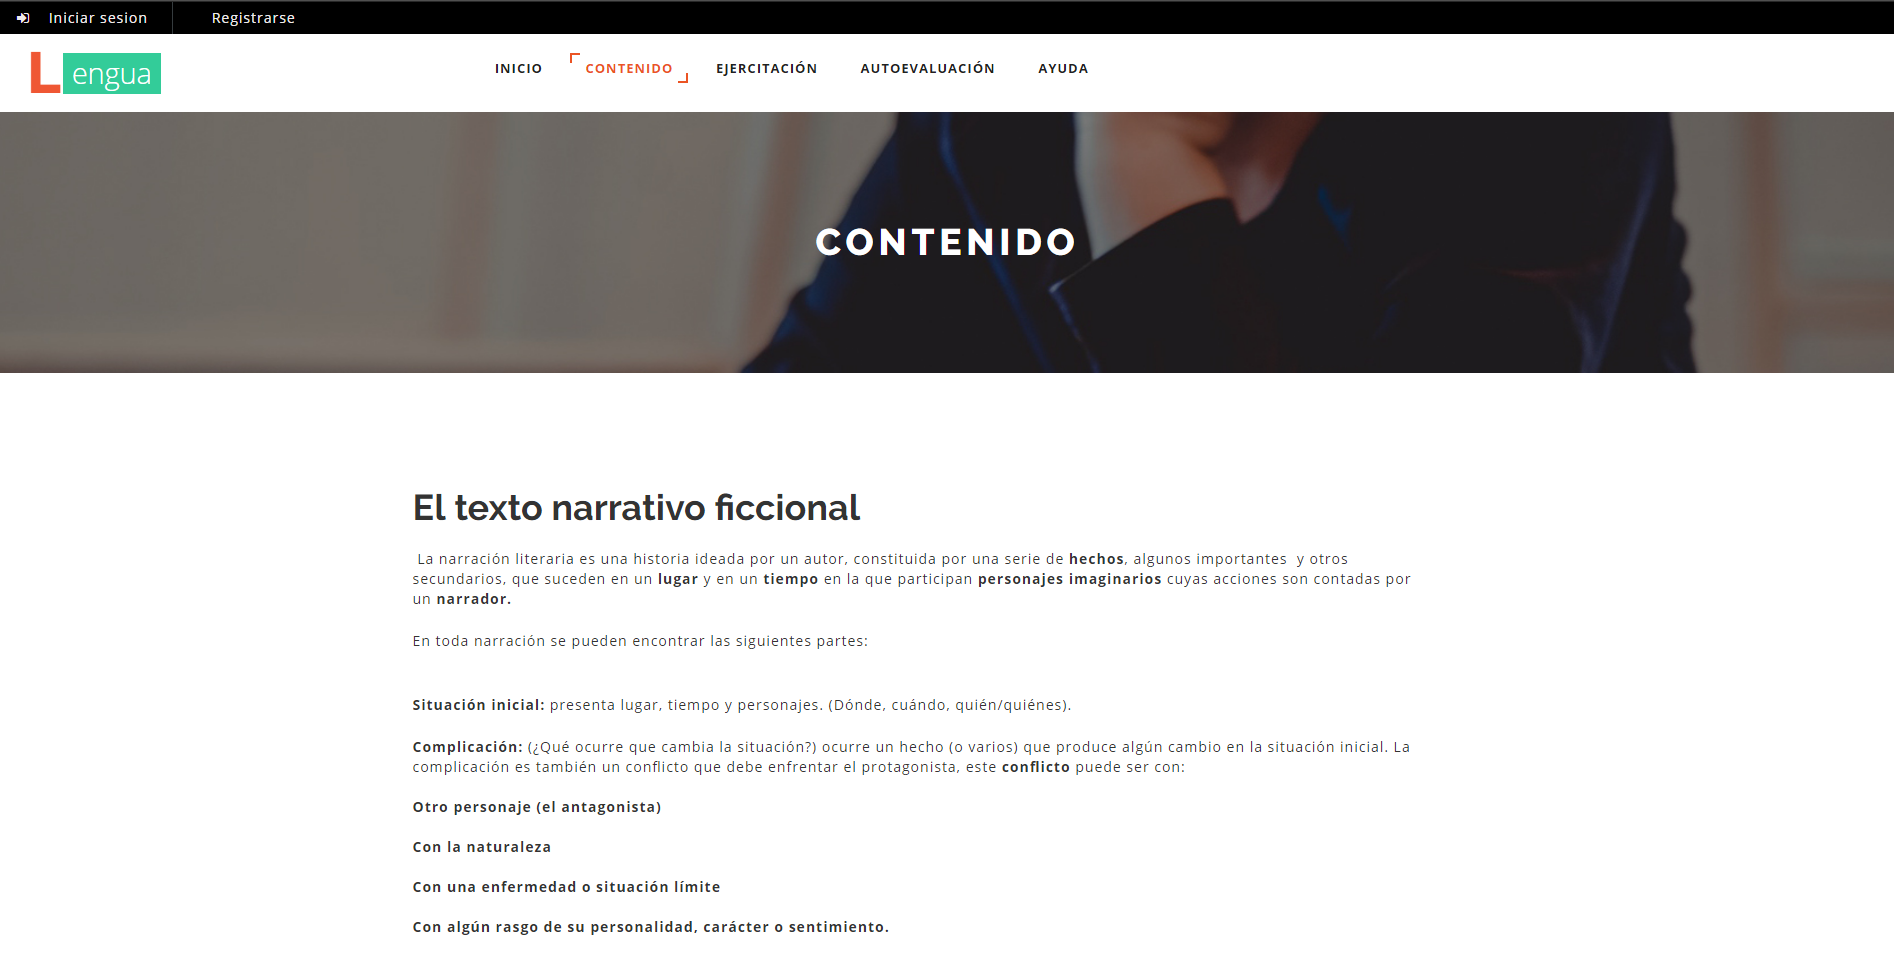 Iniciar sesion Registrarse
Lengua
INICIO CONTENIDO EJERCITACIÓN AUTOEVALUACIÓN AYUDA
CONTENIDO
El texto narrativo ficcional
La narración literaria es una historia ideada por un autor, constituida por una serie de hechos, algunos importantes y otros
secundarios, que suceden en un lugar y en un tiempo en la que participan personajes imaginarios cuyas acciones son contadas por
un narrador.
En toda narración se pueden encontrar las siguientes partes:
Situación inicial: presenta lugar, tiempo y personajes. (Dónde, cuándo, quién/quiénes).
Complicación: (¿Qué ocurre que cambia la situación?) ocurre un hecho (o varios) que produce algún cambio en la situación inicial. La
complicación es también un conflicto que debe enfrentar el protagonista, este conflicto puede ser con:
Otro personaje (el antagonista)
Con la naturaleza
Con una enfermedad o situación límite
Con algún rasgo de su personalidad, carácter o sentimiento.